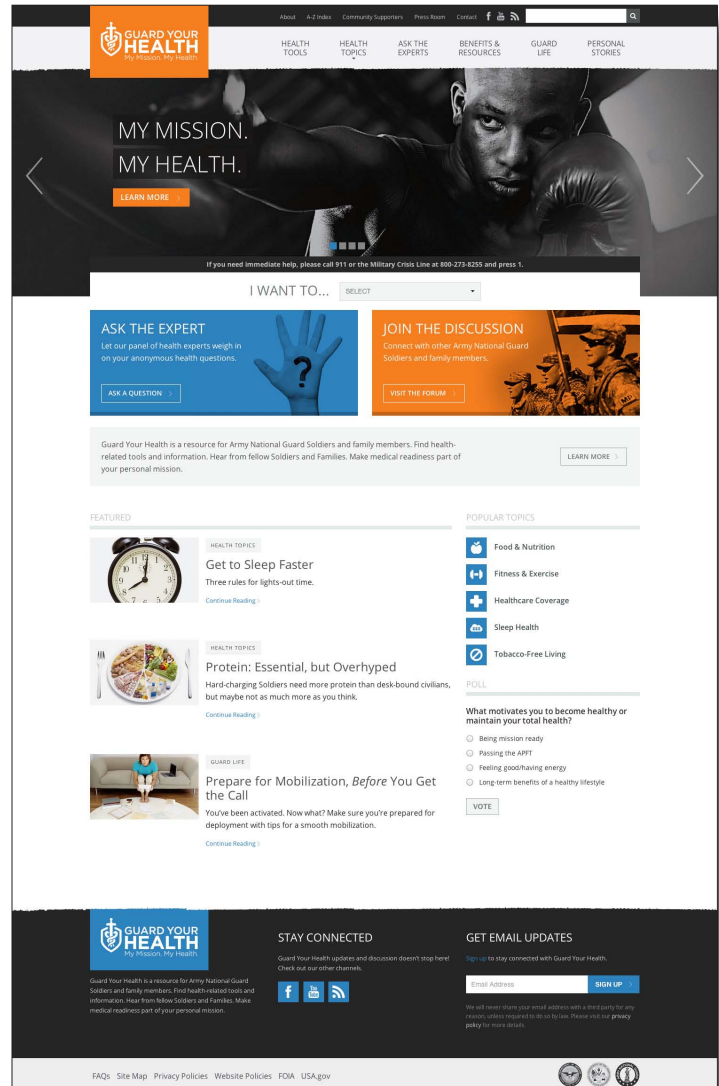 About A-Z Index Community Supporters Press Room Contact
GUARD YOUR
HEALTH
My Mission. My Health.
HEALTH TOOLS
HEALTH TOPICS
ASK THE EXPERTS
BENEFITS & RESOURCES
GUARD LIFE
PERSONAL STORIES
MY MISSION.
MY HEALTH.
LEARN MORE
If you need immediate help, please call 911 or the Military Crisis Line at 800-273-8255 and press 1.
I WANT TO... SELECT
ASK THE EXPERT
Let our panel of health experts weigh in
on your anonymous health questions.
ASK A QUESTION
?
JOIN THE DISCUSSION
Connect with other Army National Guard
Soldiers and family members.
VISIT THE FORUM
MP
Guard Your Health is a resource for Army National Guard Soldiers and family members. Find health-
related tools and information. Hear from fellow Soldiers and Families. Make medical readiness part of
your personal mission.
LEARN MORE
FEATURED
HEALTH TOPICS
Get to Sleep Faster
Three rules for lights-out time.
Continue Reading
HEALTH TOPICS
Protein: Essential, but Overhyped
Hard-charging Soldiers need more protein than desk-bound civilians,
but maybe not as much more as you think.
Continue Reading
GUARD LIFE
Prepare for Mobilization, Before You Get
the Call
You've been activated. Now what? Make sure you're prepared for
deployment with tips for a smooth mobilization.
Continue Reading
POPULAR TOPICS
Food & Nutrition
Fitness & Exercise
Healthcare Coverage
Sleep Health
Tobacco-Free Living
POLL
What motivates you to become healthy or
maintain your total health?
Being mission ready
Passing the APFT
Feeling good/having energy
Long-term benefits of a healthy lifestyle
VOTE
GUARD YOUR
HEALTH
My Mission. My Health.
Guard Your Health is a resource for Army National Guard
Soldiers and family members. Find health-related tools and
information. Hear from fellow Soldiers and Families. Make
medical readiness part of your personal mission.
STAY CONNECTED
Guard Your Health updates and discussion doesn't stop here!
Check out our other channels.
GET EMAIL UPDATES
Sign up to stay connected with Guard Your Health.
Email Address
SIGN UP
We will never share your email address with a third party for any
reason, unless required to do so by law. Please visit our privacy
policy for more details.
FAQs Site Map Privacy Policies Website Policies FOIA USA.gov